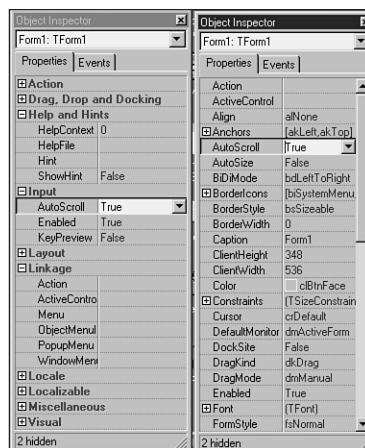 Object Inspector
Form1: TForm1
Properties Events
Action
Drag, Drop and Docking
Help and Hints
HelpContext 0
HelpFile
Hint
ShowHint False
Input
AutoScroll True
Enabled True
KeyPreview False
Layout
Linkage
Action
ActiveContro
Menu
ObjectMenuI
PopupMenu
WindowMenu
Locale
Localizable
Miscellaneous
Visual
2 hidden
Object Inspector
Form1: TForm1
Properties Events
Action
ActiveControl
Align alNone
Anchors [akLeft,akTop]
AutoScroll True
AutoSize False
BiDiMode bdLeftToRight
BorderIcons [biSystemMenu,
BorderStyle bsSizeable
BorderWidth 0
Caption Form1
ClientHeight 348
ClientWidth 536
Color clBtnFace
Constraints (TSizeConstrain
Cursor crDefault
DefaultMonitor dmActiveForm
DockSite False
DragKind dkDrag
DragMode dmManual
Enabled True
Font (TFont)
FormStyle fsNormal
2 hidden